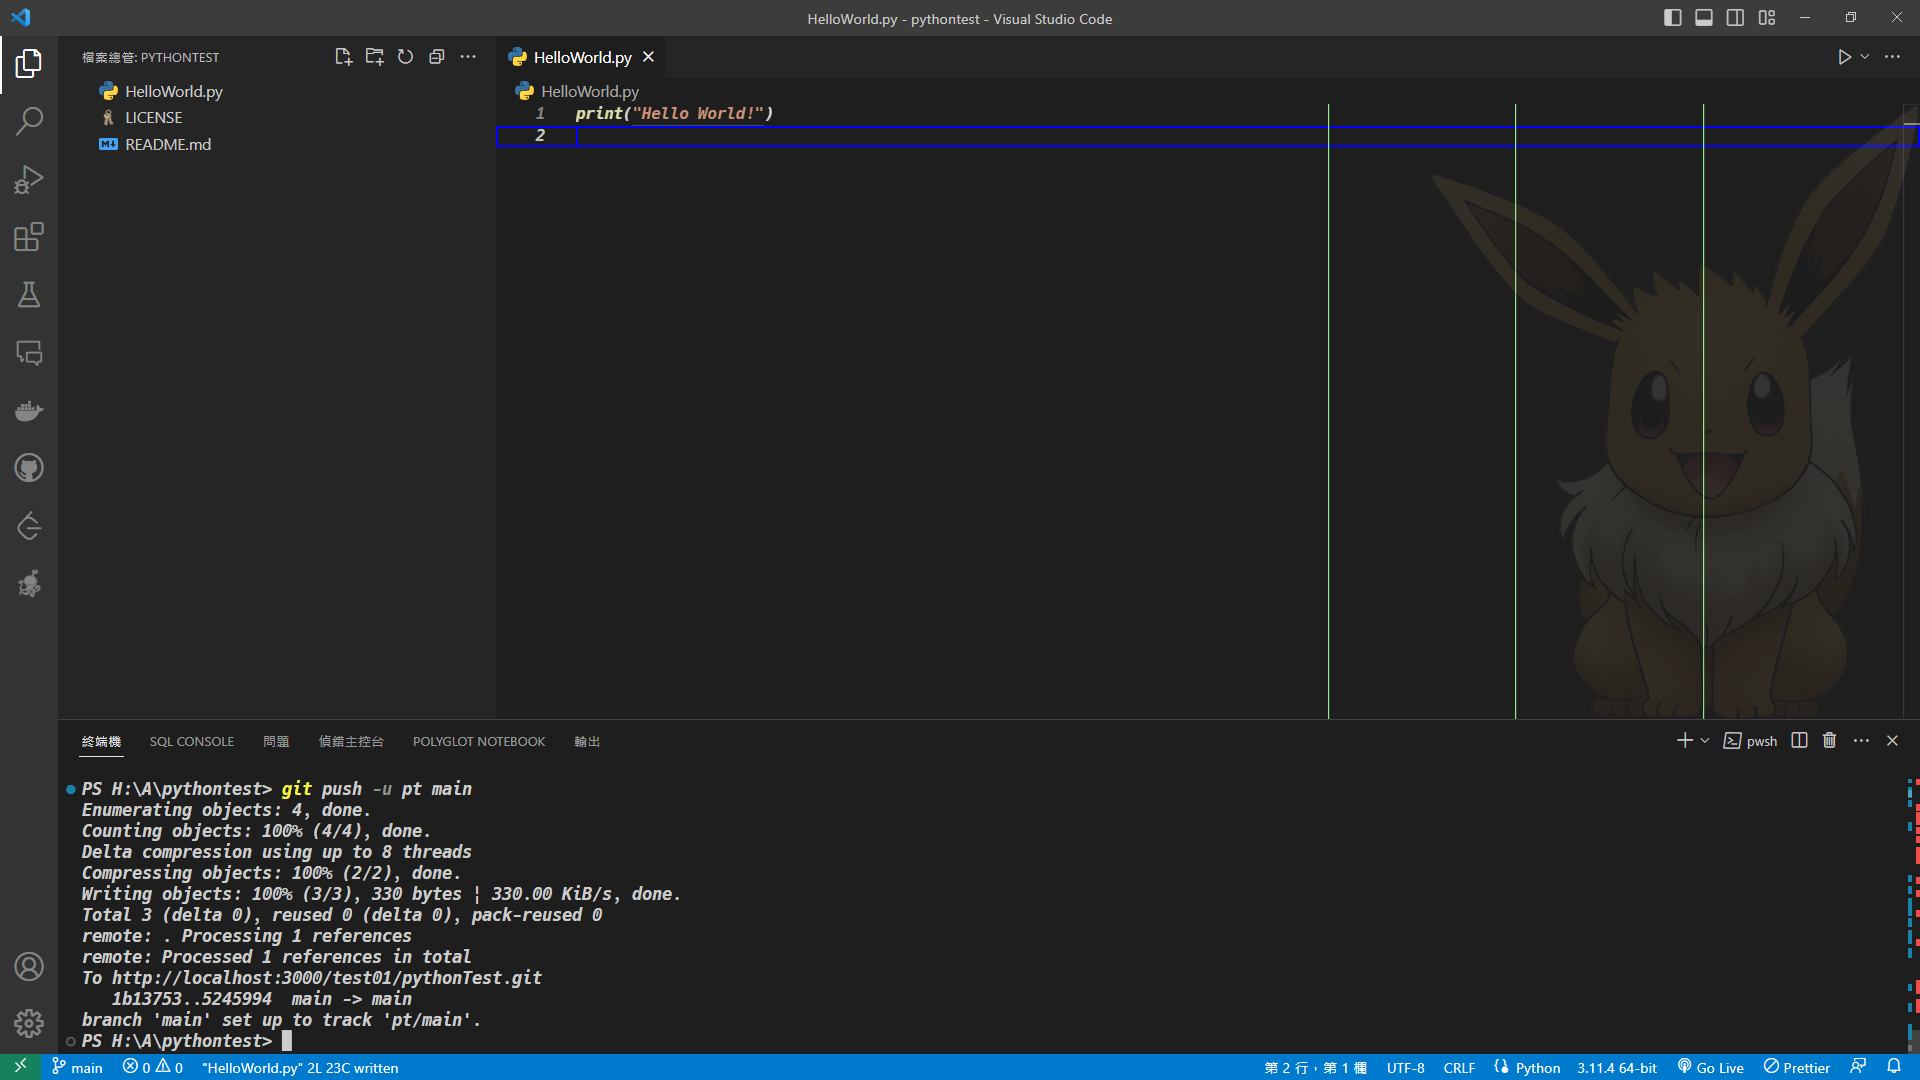 HelloWorld.py - pythontest - Visual Studio Code
檔案總管: PYTHONTEST
HelloWorld.py
LICENSE
README.md
HelloWorld.py
HelloWorld.py
1 print("Hello World!")
2
終端機 SQL CONSOLE 問題 偵錯主控台 POLYGLOT NOTEBOOK 輸出
pwsh
PS H:\A\pythontest> git push -u pt main
Enumerating objects: 4, done.
Counting objects: 100% (4/4), done.
Delta compression using up to 8 threads
Compressing objects: 100% (2/2), done.
Writing objects: 100% (3/3), 330 bytes | 330.00 KiB/s, done.
Total 3 (delta 0), reused 0 (delta 0), pack-reused 0
remote: . Processing 1 references
remote: Processed 1 references in total
To http://localhost:3000/test01/pythonTest.git
   1b13753..5245994  main -> main
branch 'main' set up to track 'pt/main'.
PS H:\A\pythontest>
main 0 0 "HelloWorld.py" 2L 23C written 第 2 行，第 1 欄 UTF-8 CRLF Python 3.11.4 64-bit Go Live Prettier